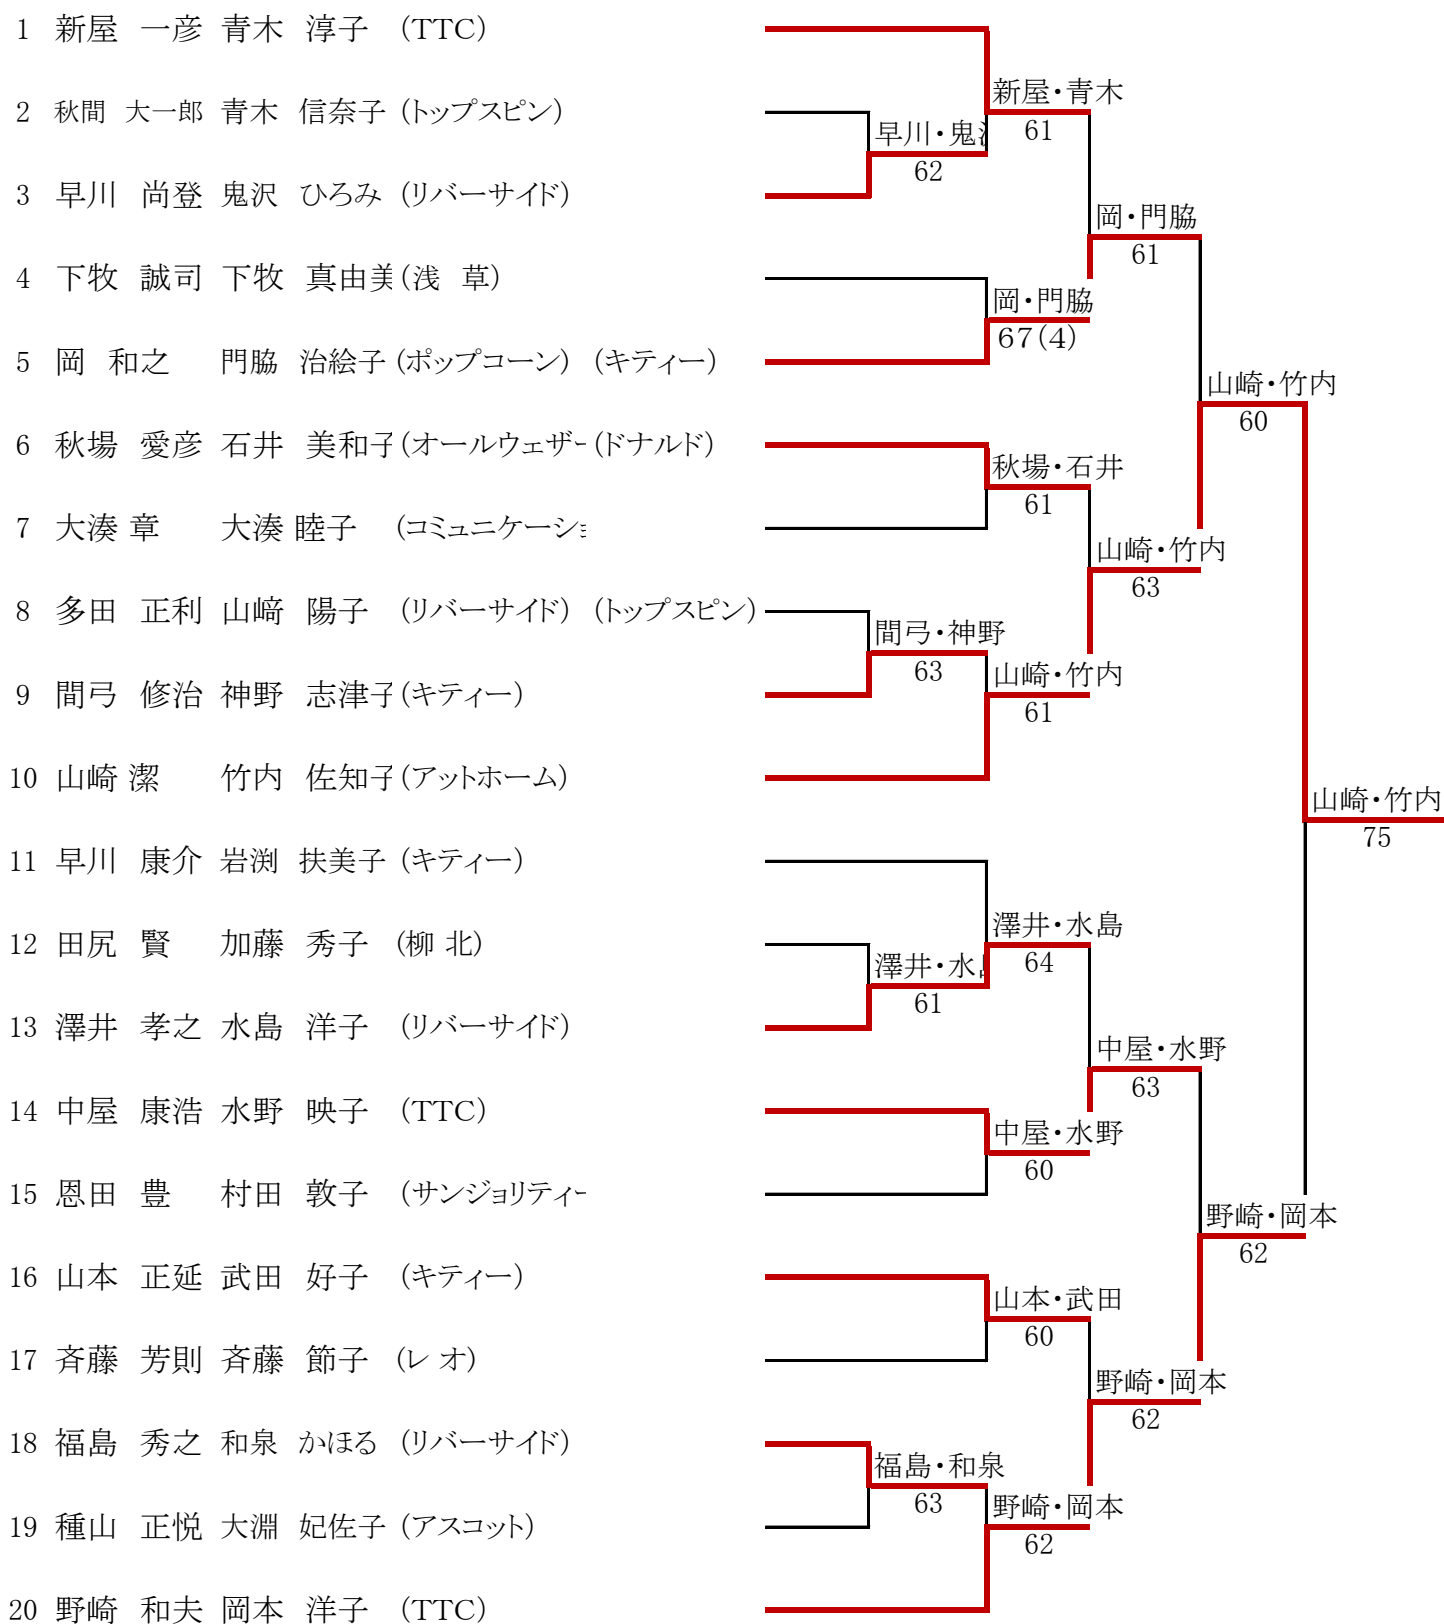 1 新屋 一彦 青木 淳子 (TTC)
新屋・青木
2 秋間 大一郎 青木 信奈子 (トップスピン)
早川・鬼
61
62
3 早川 尚登 鬼沢 ひろみ (リバーサイド)
岡・門脇
61
4 下牧 誠司 下牧 真由美 (浅 草)
岡・門脇
67(4)
5 岡 和之 門脇 治絵子 (ポップコーン) (キティー)
山崎・竹内
60
6 秋場 愛彦 石井 美和子 (オールウェザー (ドナルド)
秋場・石井
61
7 大湊 章 大湊 睦子 (コミュニケーショ
山崎・竹内
63
8 多田 正利 山﨑 陽子 (リバーサイド) (トップスピン)
間弓・神野
63
山崎・竹内
9 間弓 修治 神野 志津子 (キティー)
61
10 山崎 潔 竹内 佐知子 (アットホーム)
山崎・竹内
75
11 早川 康介 岩渕 扶美子 (キティー)
澤井・水島
12 田尻 賢 加藤 秀子 (柳 北)
澤井・水
64
61
13 澤井 孝之 水島 洋子 (リバーサイド)
中屋・水野
63
14 中屋 康浩 水野 映子 (TTC)
中屋・水野
60
15 恩田 豊 村田 敦子 (サンジョリティー
野崎・岡本
62
16 山本 正延 武田 好子 (キティー)
山本・武田
60
17 斉藤 芳則 斉藤 節子 (レ オ)
野崎・岡本
62
18 福島 秀之 和泉 かほる (リバーサイド)
福島・和泉
63
野崎・岡本
19 種山 正悦 大淵 妃佐子 (アスコット)
62
20 野崎 和夫 岡本 洋子 (TTC)